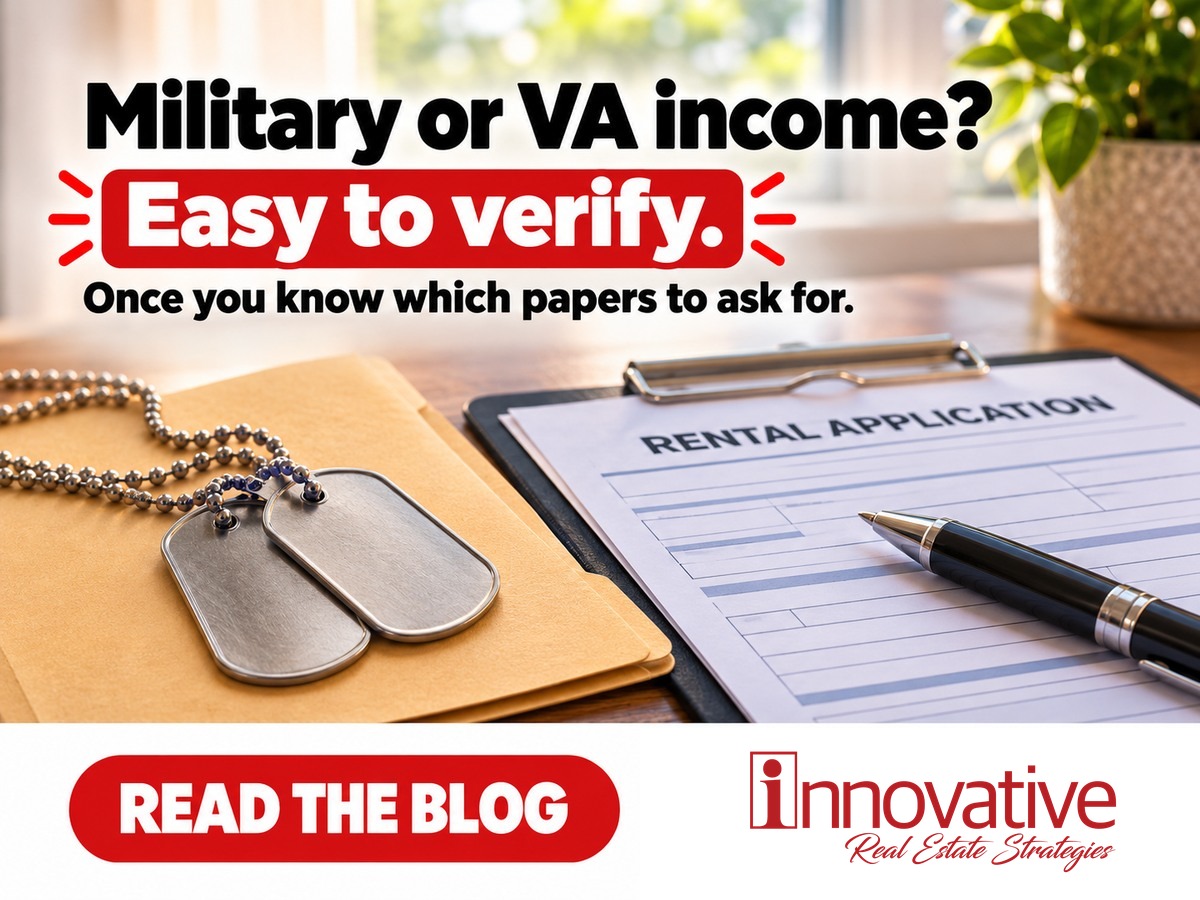 Military or VA income?
Easy to verify.
Once you know which papers to ask for.
RENTAL APPLICATION
READ THE BLOG
innovative
Real Estate Strategies